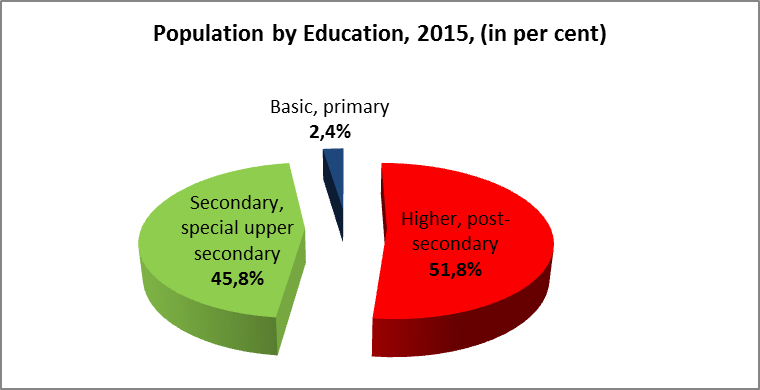 Population by Education, 2015, (in per cent)
Basic, primary
2,4%
Secondary,
special upper
secondary
45,8%
Higher, post-
secondary
51,8%